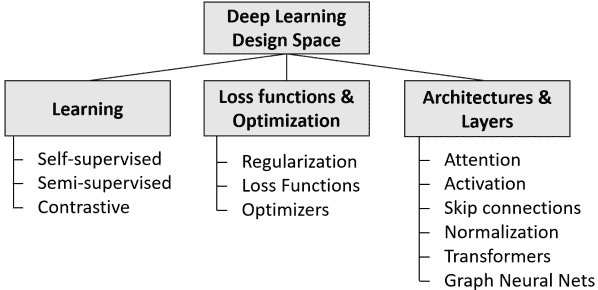 Deep Learning
Design Space
Learning
Self-supervised
Semi-supervised
Contrastive
Loss functions &
Optimization
Regularization
Loss Functions
Optimizers
Architectures &
Layers
Attention
Activation
Skip connections
Normalization
Transformers
Graph Neural Nets